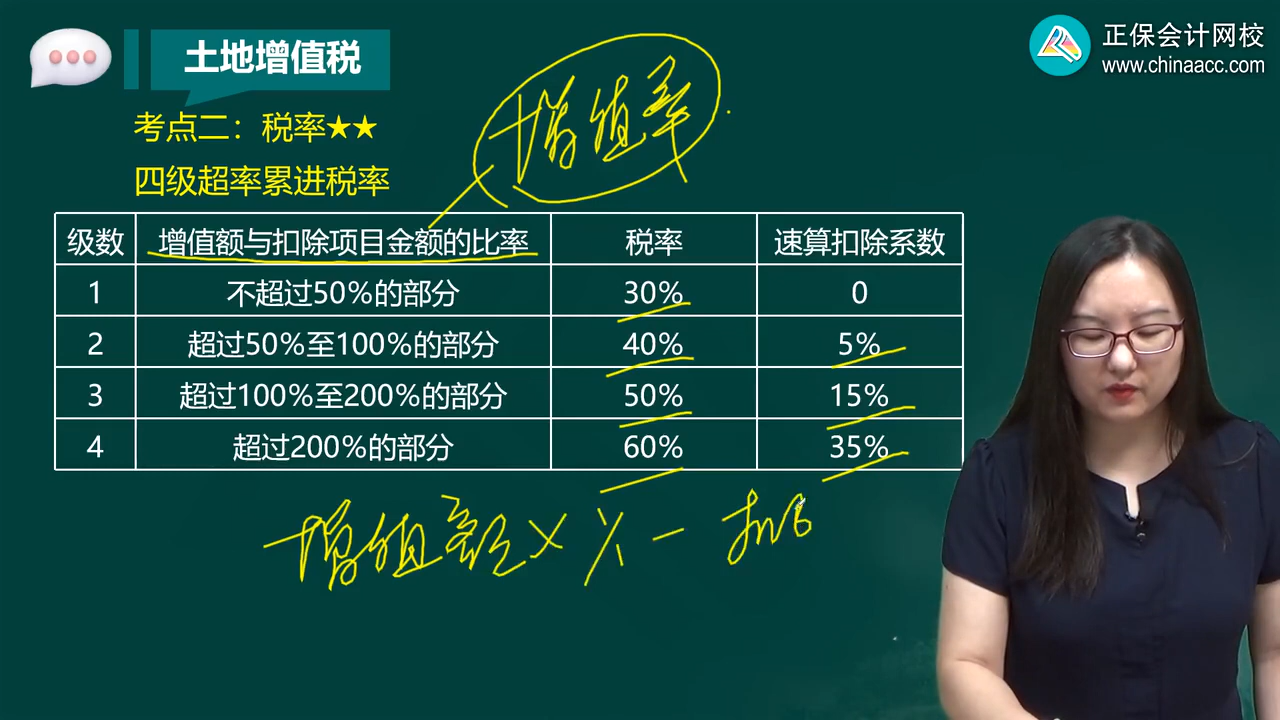 土地增值税
正保会计网校
www.chinaacc.com
考点二：税率★★
四级超率累进税率
增值率
级数 增值额与扣除项目金额的比率 税率 速算扣除系数
1 不超过50%的部分 30% 0
2 超过50%至100%的部分 40% 5%
3 超过100%至200%的部分 50% 15%
4 超过200%的部分 60% 35%
增值额×%-扣